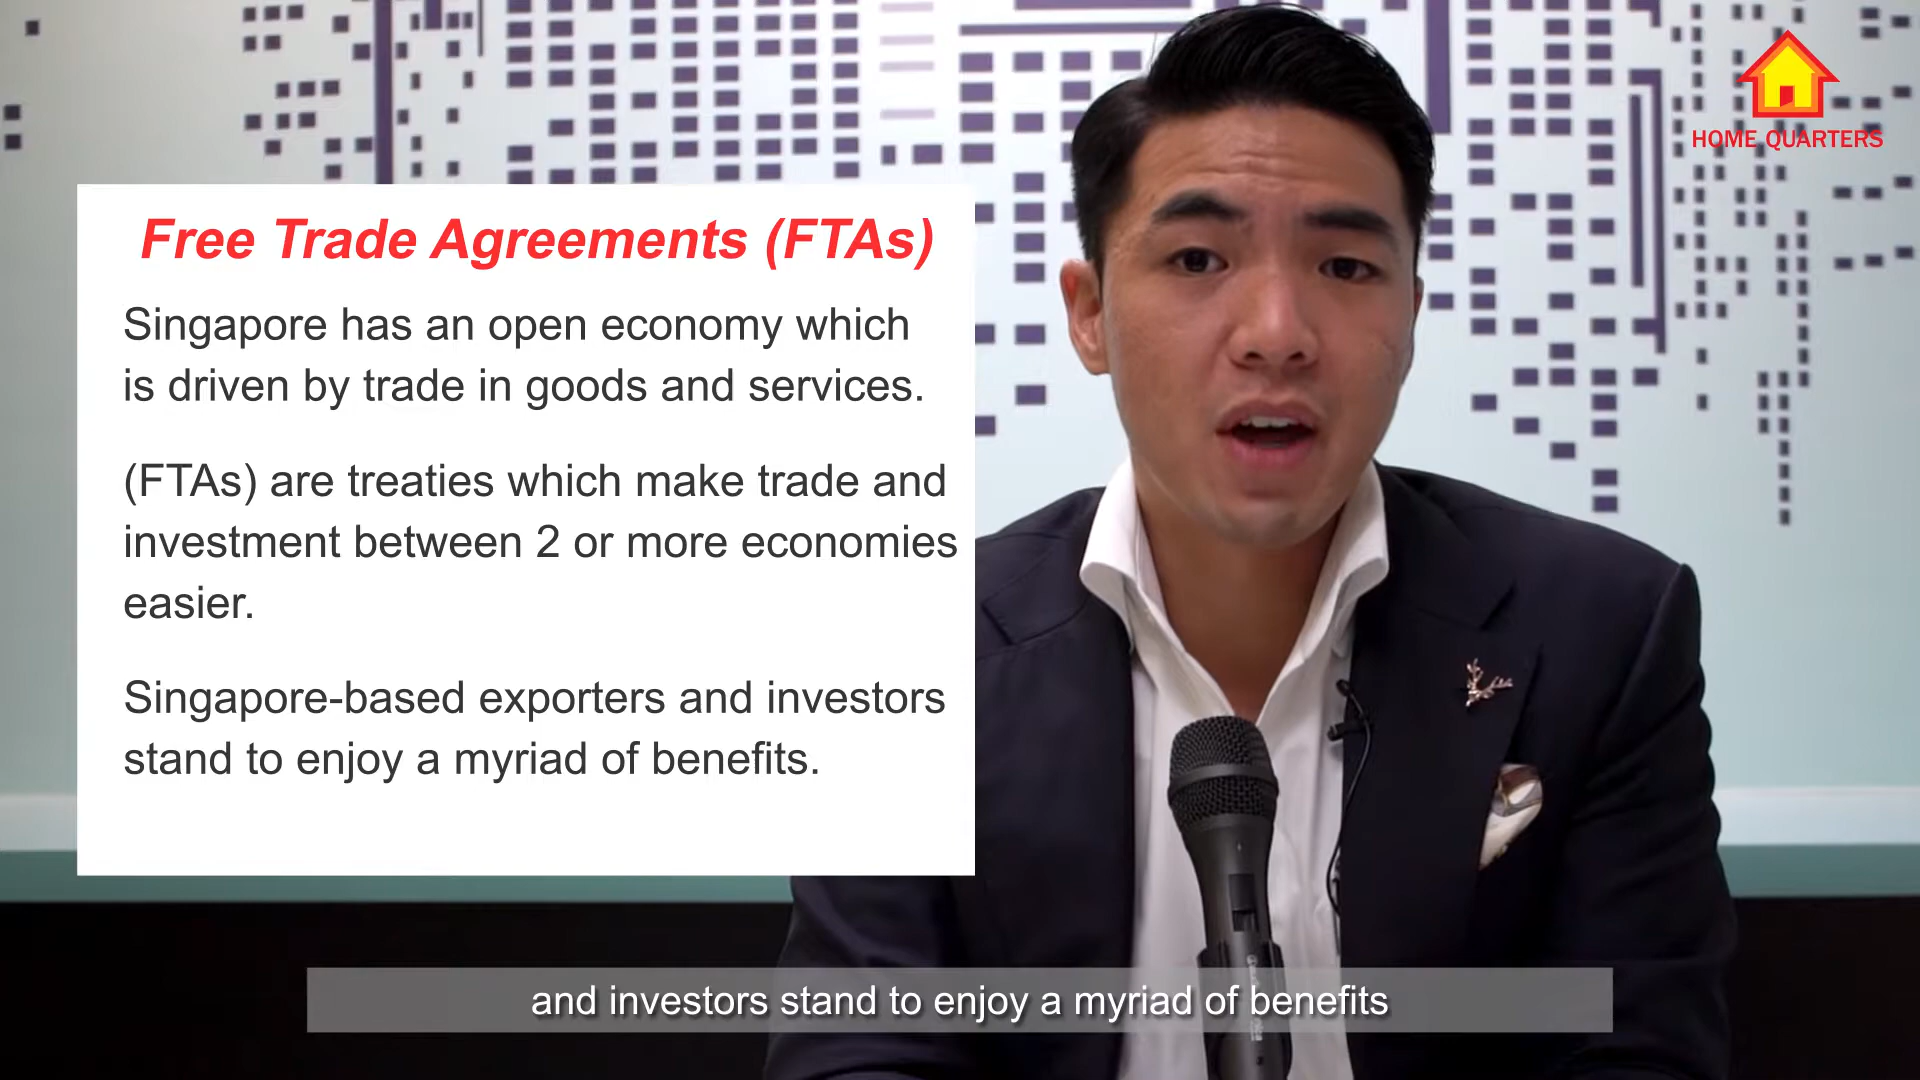 HOME QUARTERS
Free Trade Agreements (FTAs)
Singapore has an open economy which
is driven by trade in goods and services.
(FTAs) are treaties which make trade and
investment between 2 or more economies
easier.
Singapore-based exporters and investors
stand to enjoy a myriad of benefits.
and investors stand to enjoy a myriad of benefits